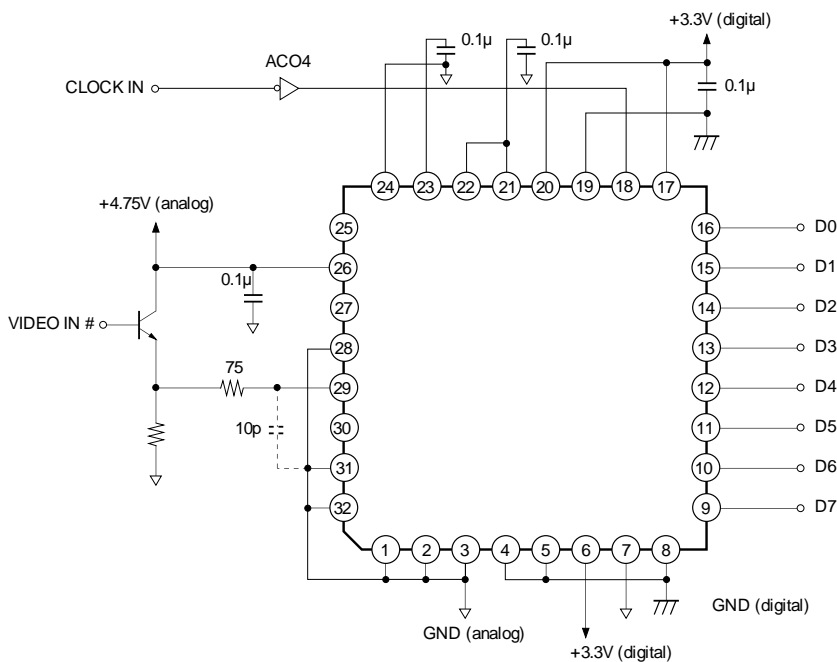 +3.3V (digital)
0.1µ
0.1µ
ACO4
CLOCK IN
0.1µ
24 23 22 21 20 19 18 17
+4.75V (analog)
25
16 D0
26
15 D1
0.1µ
27
14 D2
VIDEO IN #
28
13 D3
75
29
12 D4
10p
30
11 D5
31
10 D6
32
9 D7
1 2 3 4 5 6 7 8
GND (digital)
GND (analog)
+3.3V (digital)